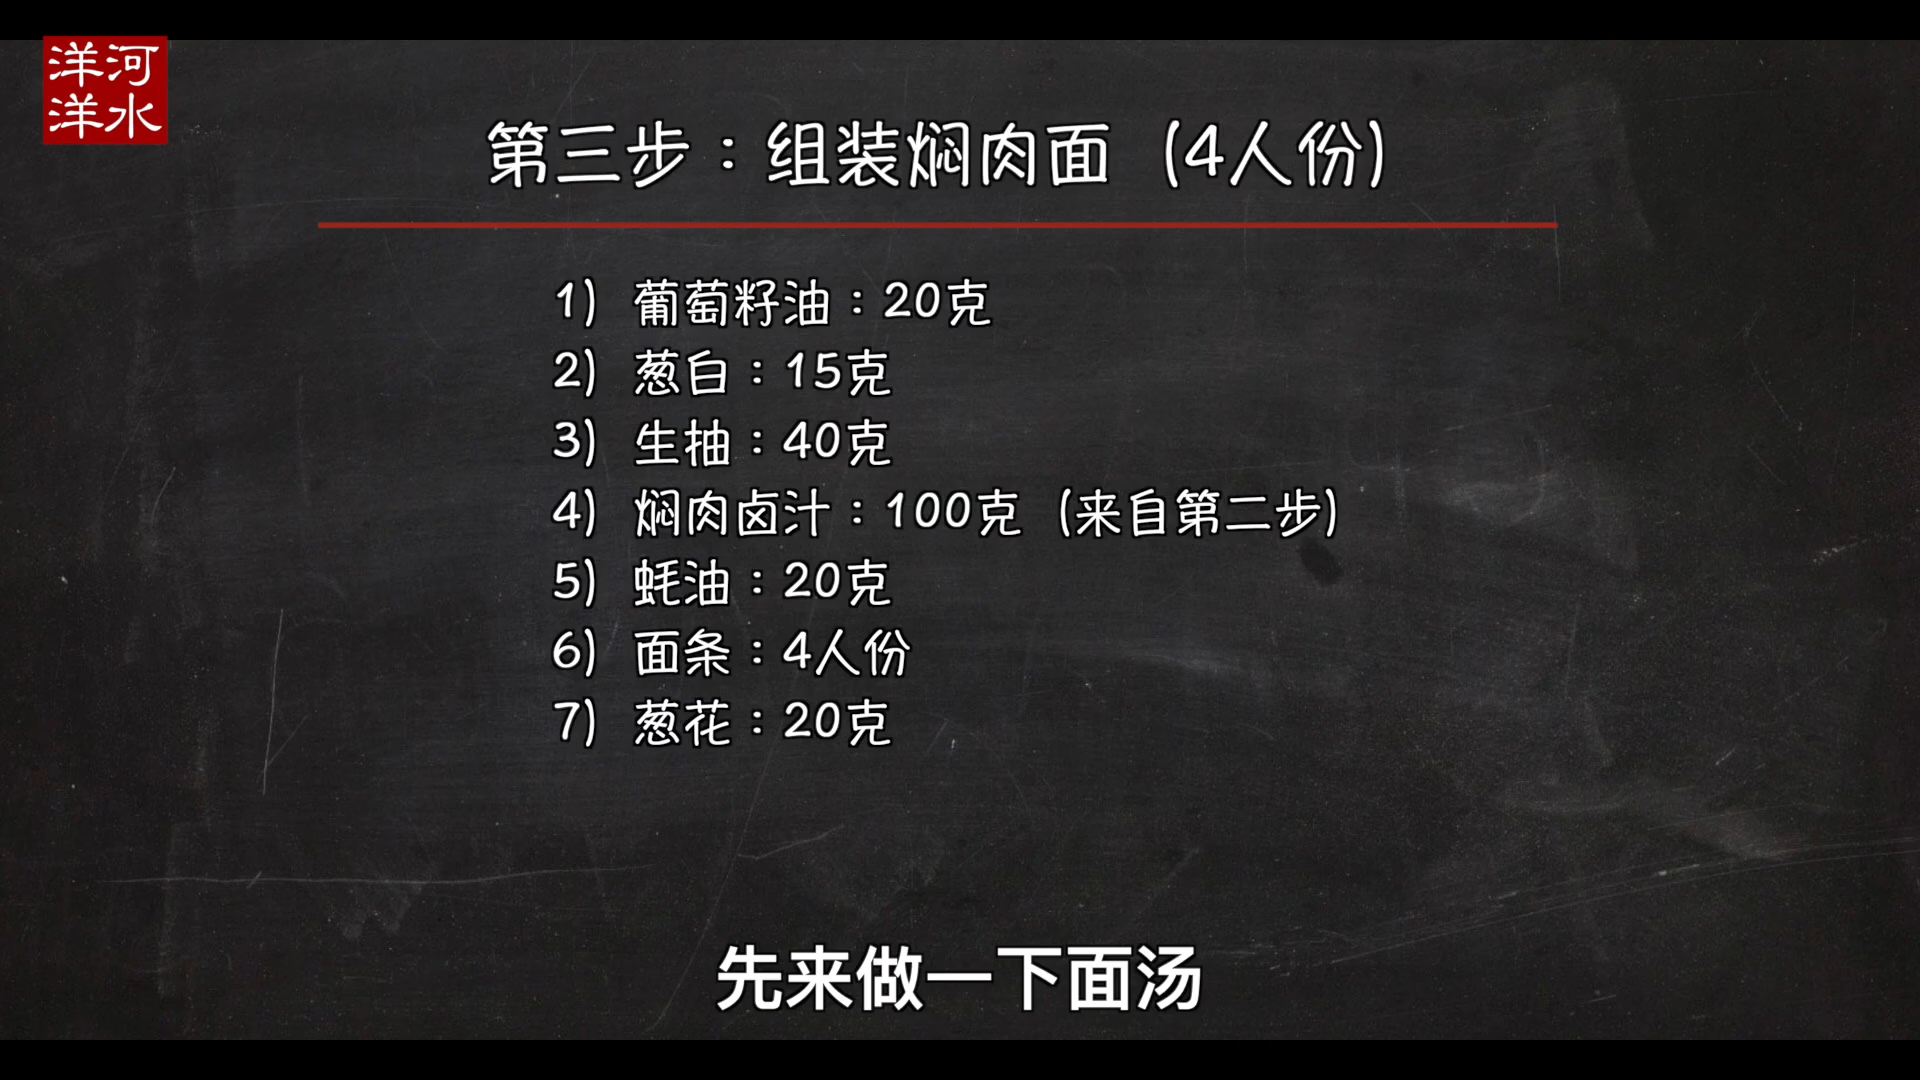 洋河
洋水
第三步：组装焖肉面（4人份）
1） 葡萄籽油：20克
2） 葱白：15克
3） 生抽：40克
4） 焖肉卤汁：100克（来自第二步）
5） 蚝油：20克
6） 面条：4人份
7） 葱花：20克
先来做一下面汤